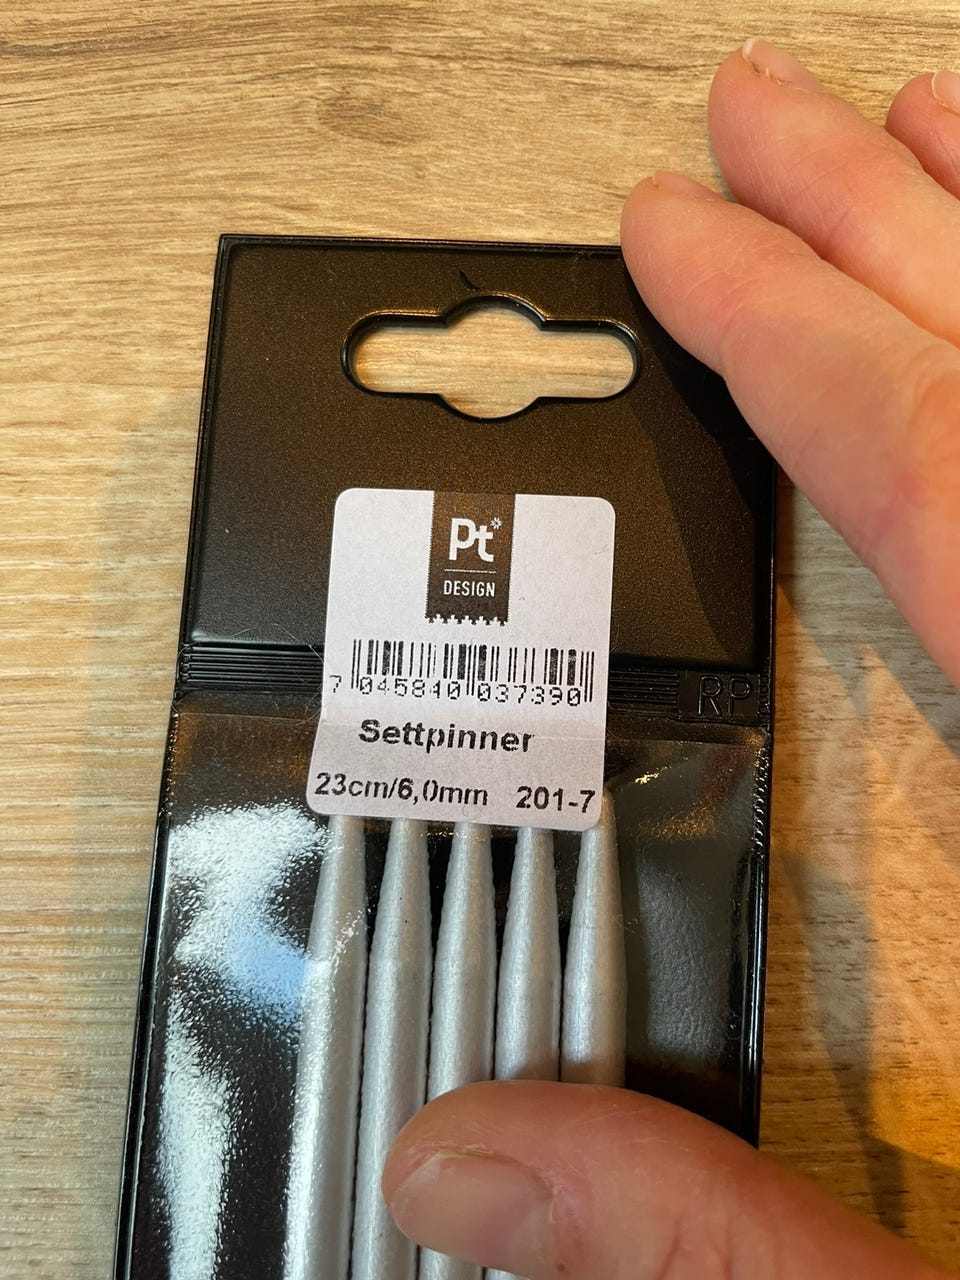 Pt*
DESIGN
7 045840 037390
RP
Settpinner
23cm/6,0mm 201-7